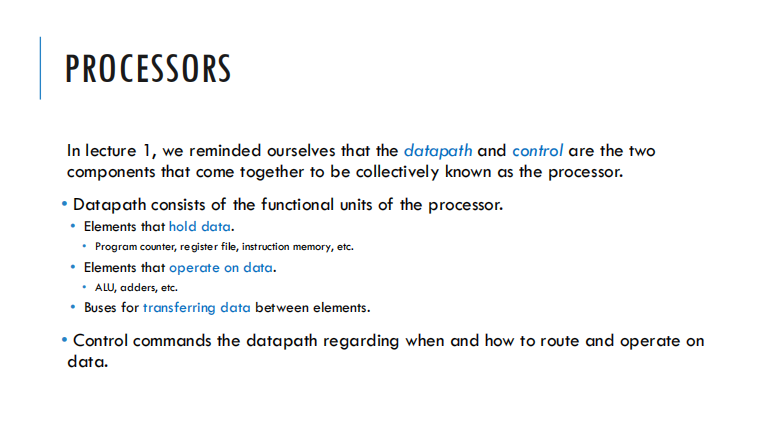 PROCESSORS
In lecture 1, we reminded ourselves that the datapath and control are the two
components that come together to be collectively known as the processor.
• Datapath consists of the functional units of the processor.
• Elements that hold data.
• Program counter, register file, instruction memory, etc.
• Elements that operate on data.
• ALU, adders, etc.
• Buses for transferring data between elements.
• Control commands the datapath regarding when and how to route and operate on
data.